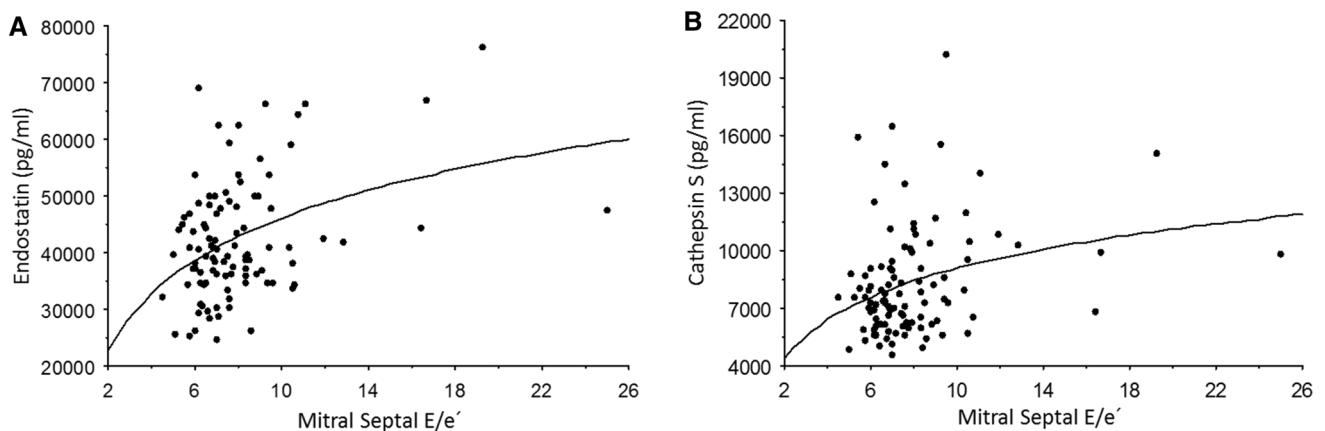 A
Endostatin (pg/ml)
80000
70000
60000
50000
40000
30000
20000
2 6 10 14 18 22 26
Mitral Septal E/e´
B
Cathepsin S (pg/ml)
22000
19000
16000
13000
10000
7000
4000
2 6 10 14 18 22 26
Mitral Septal E/e´